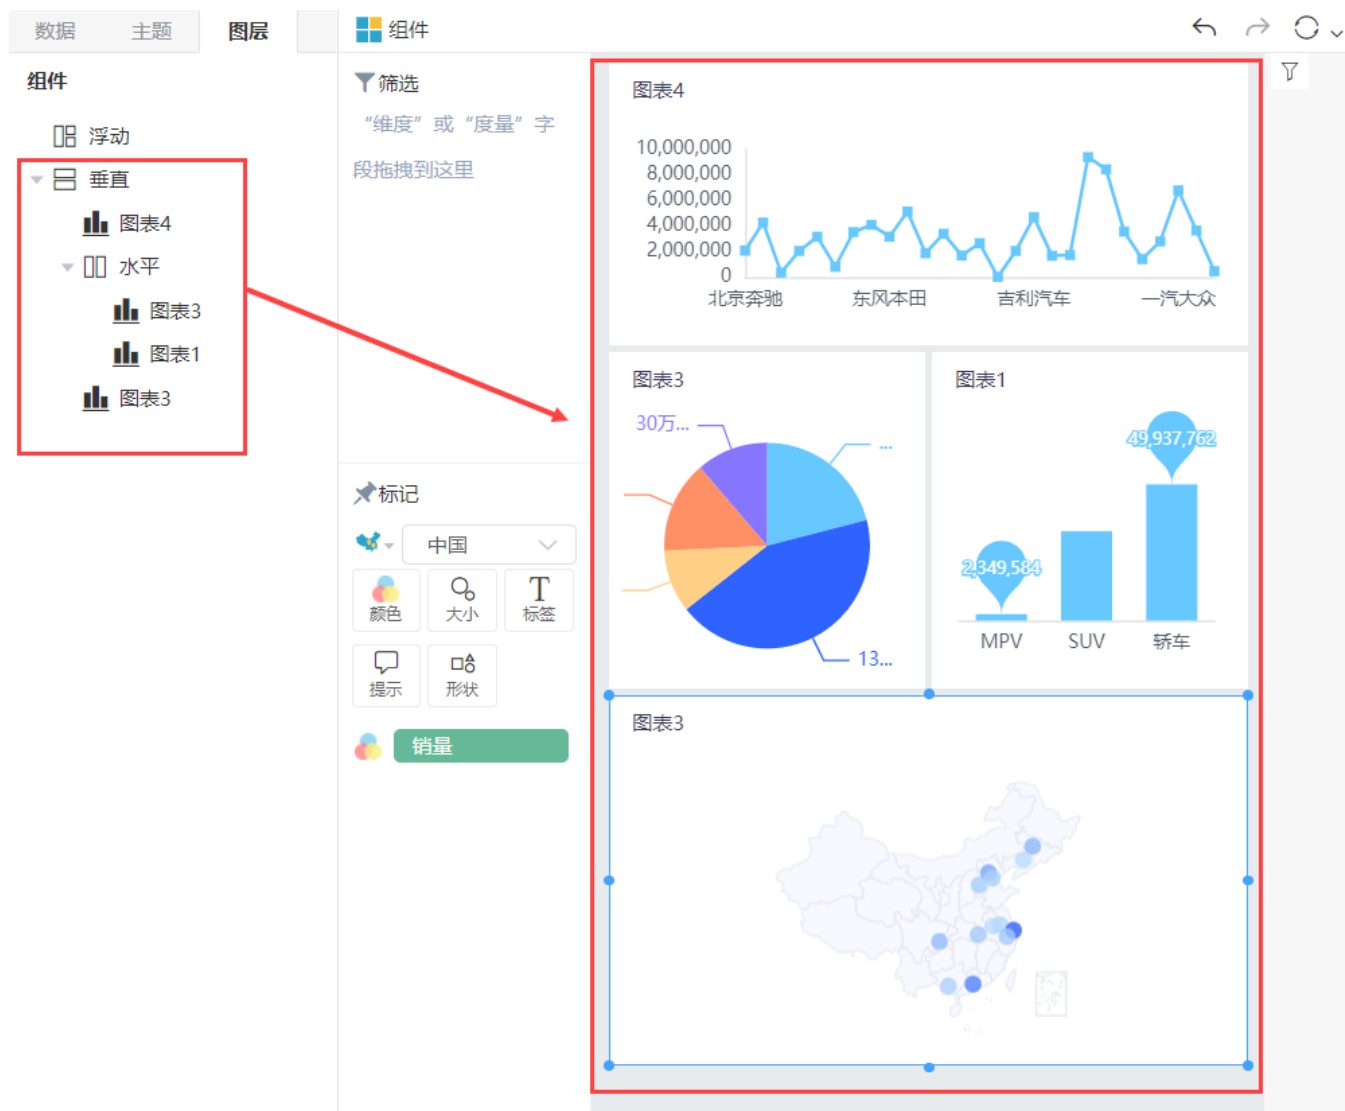 数据 主题 图层
组件
浮动
垂直
图表4
水平
图表3
图表1
图表3
组件
筛选
“维度”或“度量”字
段拖拽到这里
标记
中国
颜色 大小 标签
提示 形状
销量
图表4
10,000,000
8,000,000
6,000,000
4,000,000
2,000,000
0
北京奔驰 东风本田 吉利汽车 一汽大众
图表3
30万...
...
13...
图表1
49,937,762
2,349,584
MPV SUV 轿车
图表3